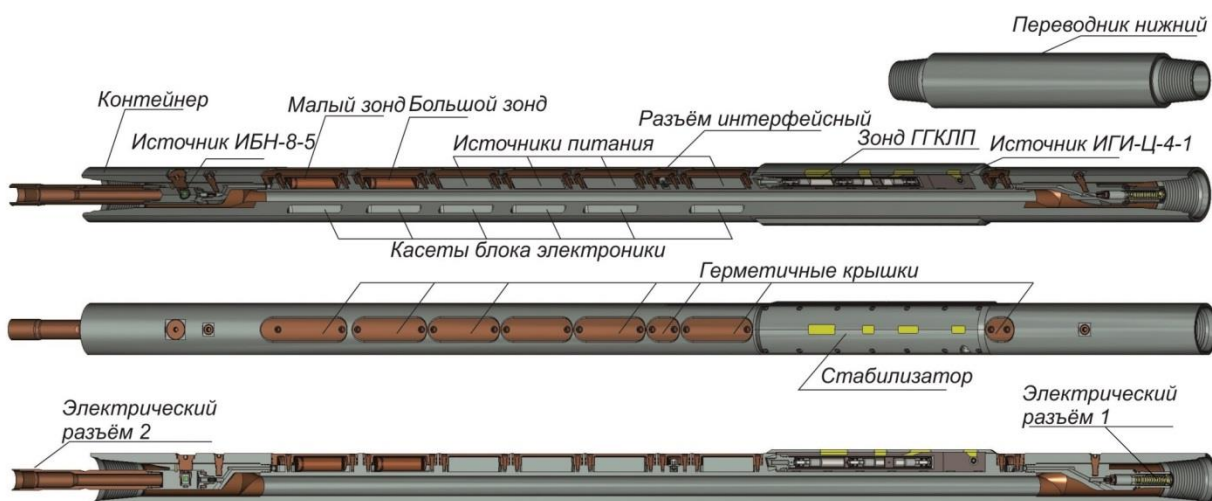 Переводник нижний
Контейнер
Малый зонд
Большой зонд
Разъём интерфейсный
Источник ИБН-8-5
Источники питания
Зонд ГГКЛП
Источник ИГИ-Ц-4-1
Касеты блока электроники
Герметичные крышки
Стабилизатор
Электрический
разъём 2
Электрический
разъём 1